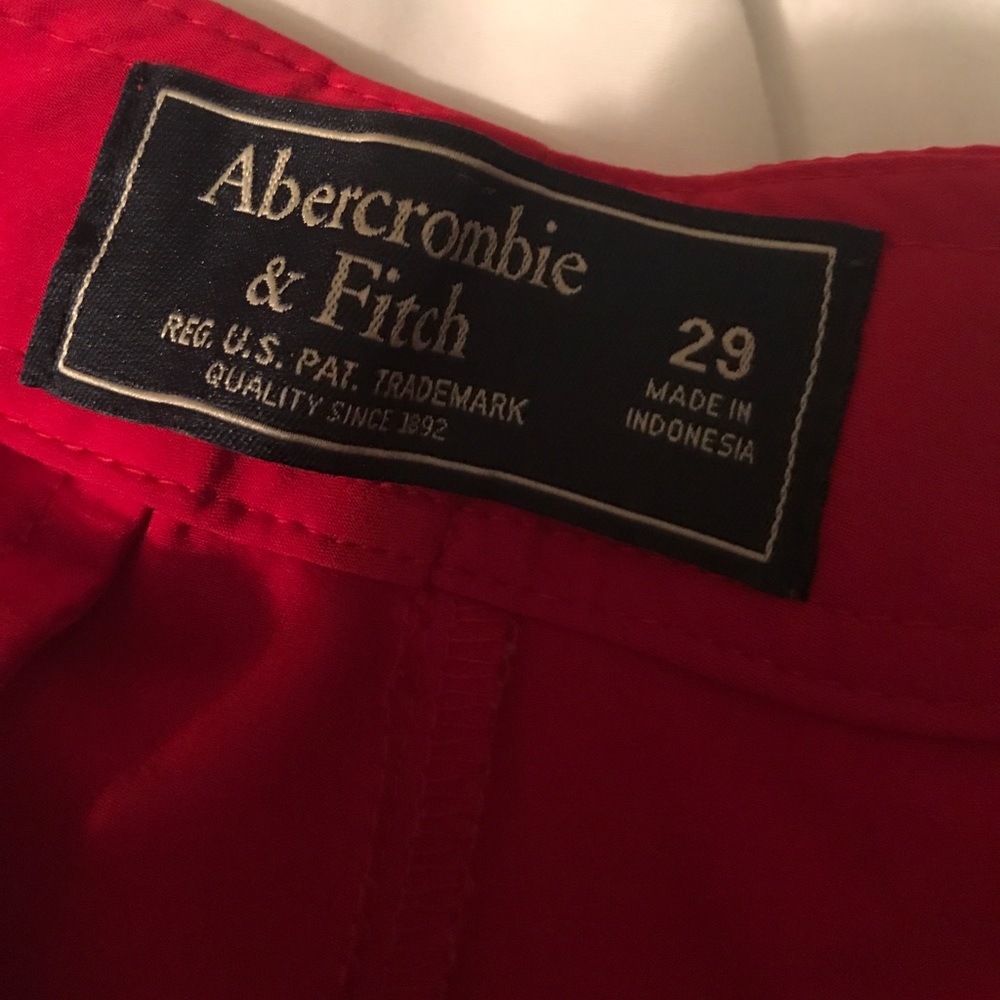 Abercrombie
& Fitch
REG. U.S. PAT. TRADEMARK
QUALITY SINCE 1892
29
MADE IN
INDONESIA